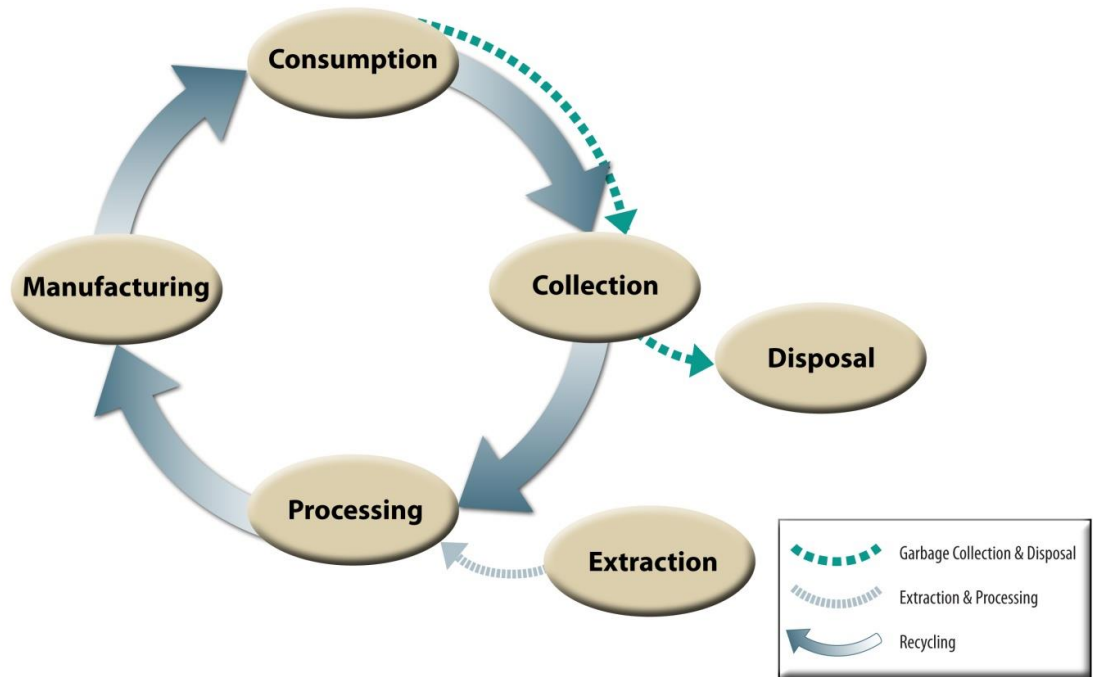 Consumption
Manufacturing
Collection
Disposal
Processing
Extraction
Garbage Collection & Disposal
Extraction & Processing
Recycling